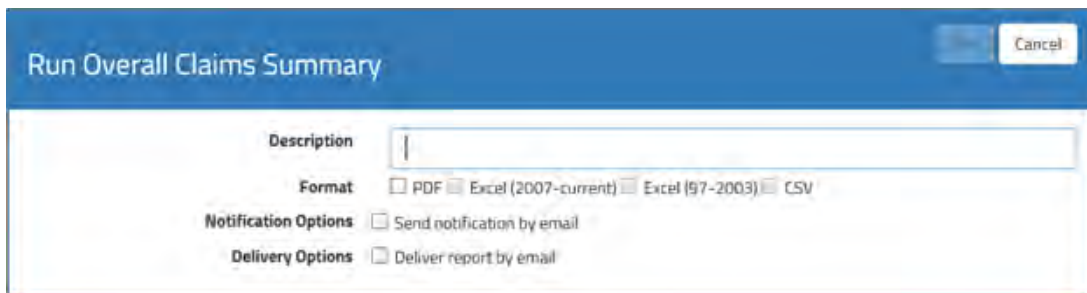 Cancel
Run Overall Claims Summary
Description
Format PDF Excel (2007-current) Excel (97-2003) CSV
Notification Options Send notification by email
Delivery Options Deliver report by email